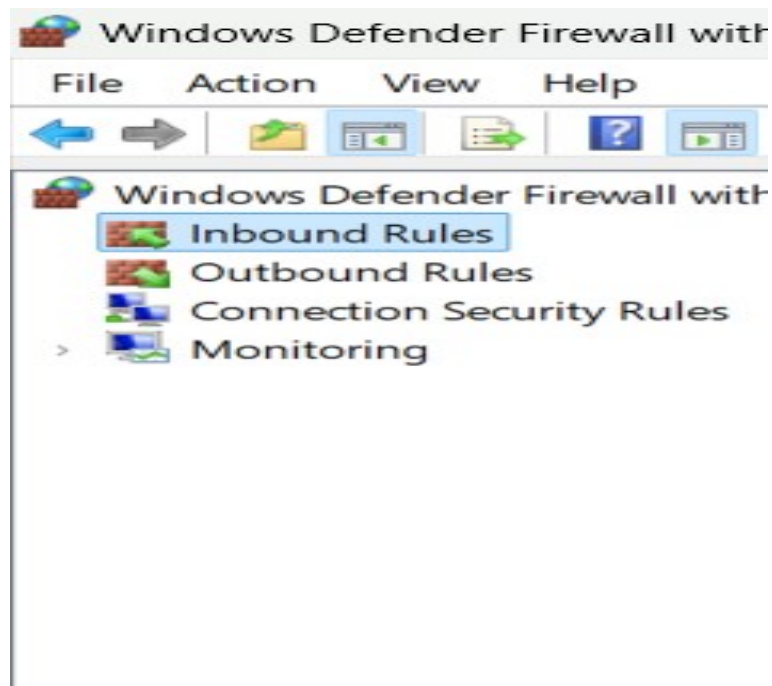 Windows Defender Firewall with
File Action View Help
?
Windows Defender Firewall with
Inbound Rules
Outbound Rules
Connection Security Rules
Monitoring